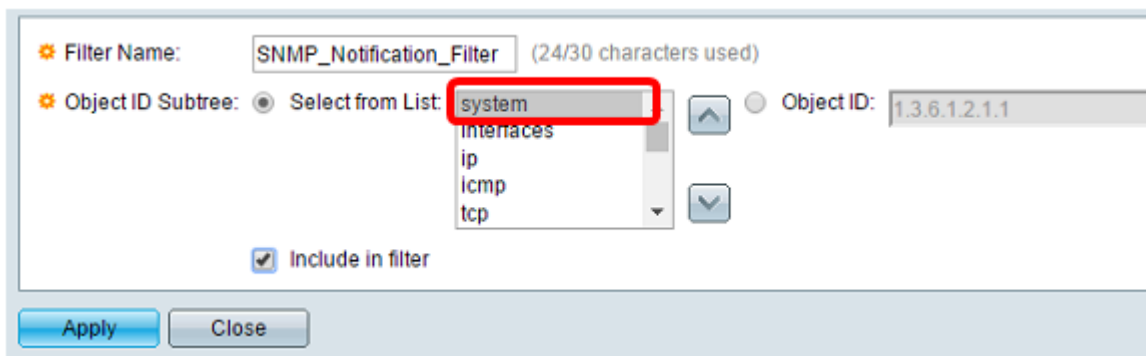 Filter Name: SNMP_Notification_Filter (24/30 characters used)
Object ID Subtree: Select from List: system Object ID: 1.3.6.1.2.1.1
interfaces
ip
icmp
tcp
Include in filter
Apply Close